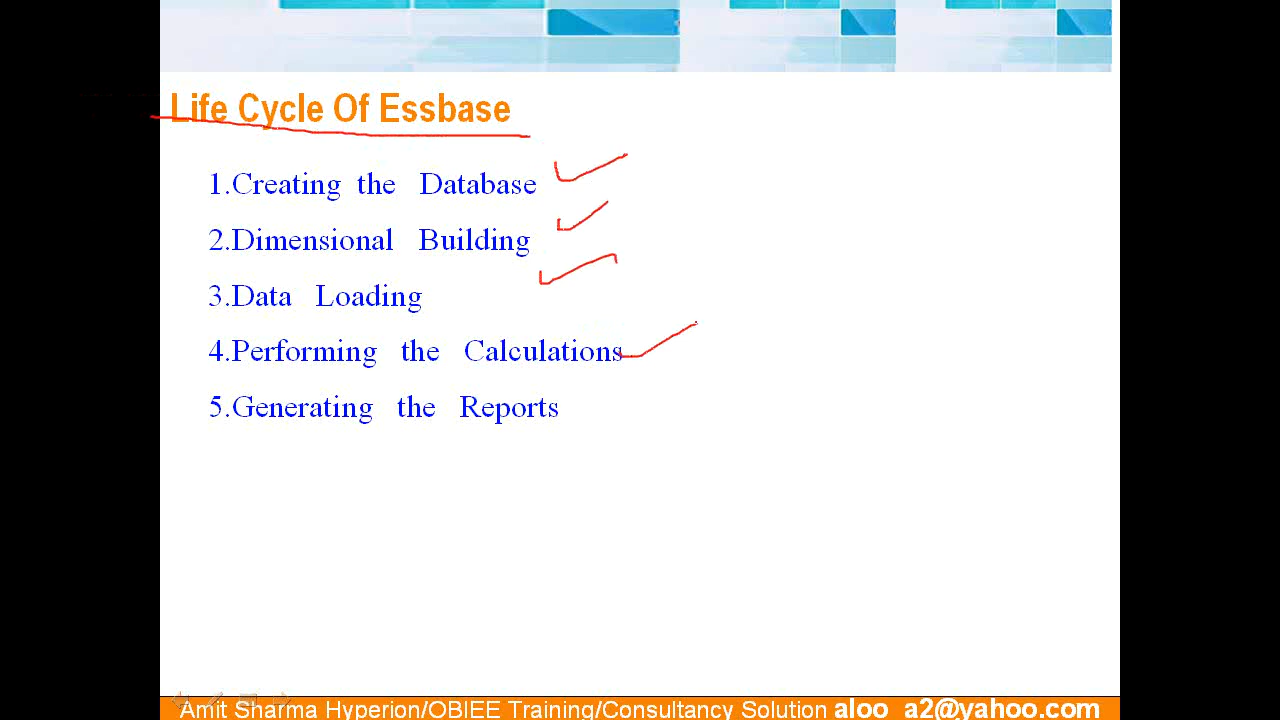 Life Cycle Of Essbase
1.Creating the Database
2.Dimensional Building
3.Data Loading
4.Performing the Calculations
5.Generating the Reports
Amit Sharma Hyperion/OBIEE Training/Consultancy Solution aloo a2@yahoo.com